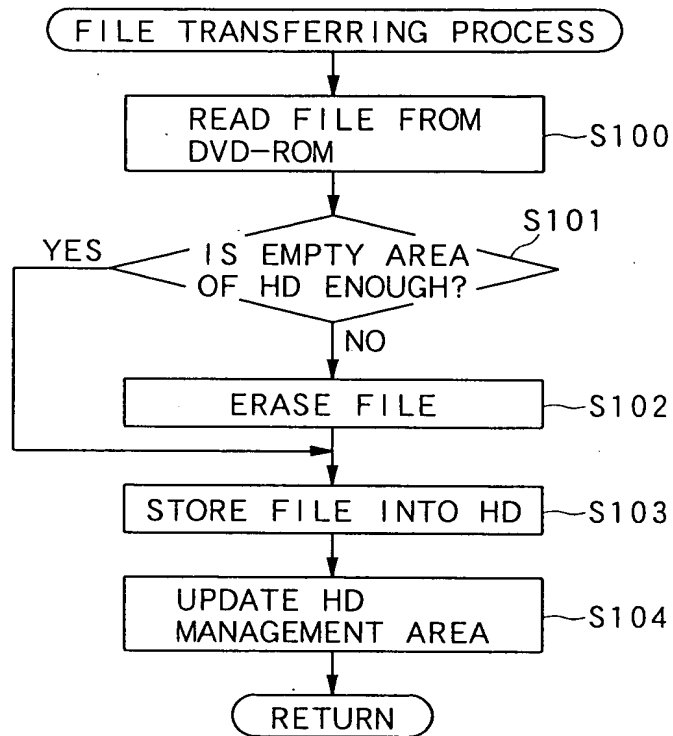 FILE TRANSFERRING PROCESS
READ FILE FROM
DVD-ROM
S100
S101
YES
IS EMPTY AREA
OF HD ENOUGH?
NO
ERASE FILE
S102
STORE FILE INTO HD
S103
UPDATE HD
MANAGEMENT AREA
S104
RETURN